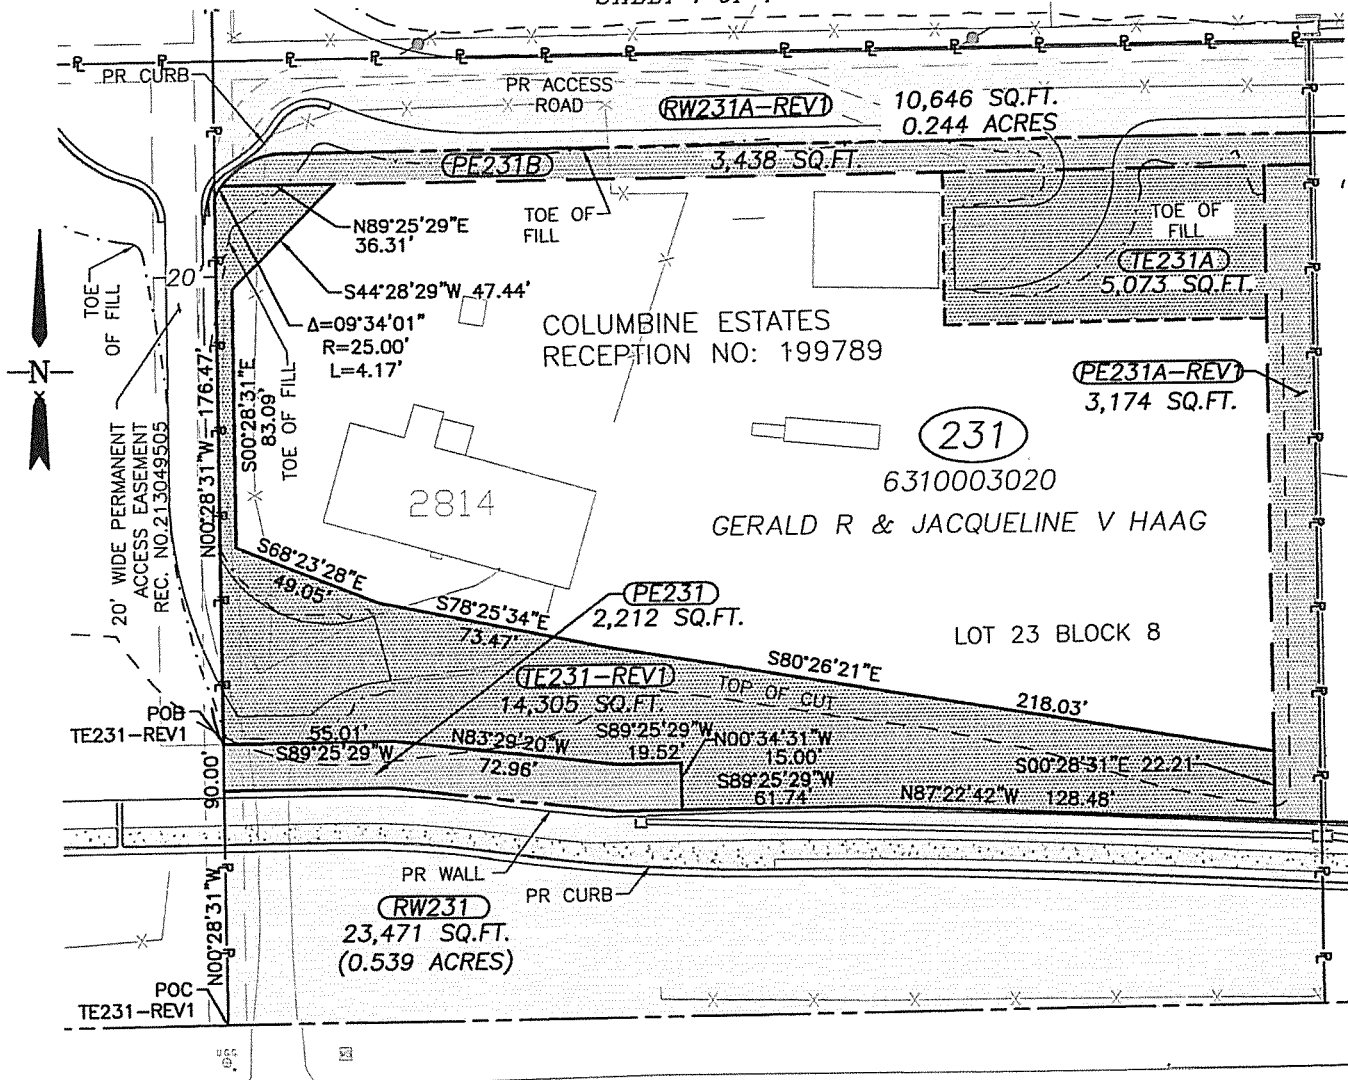 PR CURB
PR ACCESS
ROAD
RW231A-REV1
10,646 SQ.FT.
0.244 ACRES
PE231B
3,438 SQ.FT.
N89°25'29"E
36.31'
TOE OF
FILL
TOE OF
FILL
TE231A
5,073 SQ.FT.
20'
TOE
OF FILL
S44°28'29"W 47.44'
Δ=09°34'01"
R=25.00'
L=4.17'
COLUMBINE ESTATES
RECEPTION NO: 199789
N
N00°28'31"W 176.47'
S00°28'31"E
83.09'
TOE OF FILL
PE231A-REV1
3,174 SQ.FT.
20' WIDE PERMANENT
ACCESS EASEMENT
REC. NO.213049505
231
6310003020
GERALD R & JACQUELINE V HAAG
2814
S68°23'28"E
49.05'
PE231
2,212 SQ.FT.
S78°25'34"E
73.47'
LOT 23 BLOCK 8
S80°26'21"E
218.03'
TE231-REV1
14,305 SQ.FT.
TOP OF CUT
POB
TE231-REV1
55.01'
S89°25'29"W
N83°29'20"W
72.96'
S89°25'29"W
19.52'
N00°34'31"W
15.00'
S89°25'29"W
61.74'
S00°28'31"E 22.21'
N87°22'42"W 128.48'
90.00'
PR WALL
PR CURB
RW231
23,471 SQ.FT.
(0.539 ACRES)
N00°28'31"W
POC
TE231-REV1